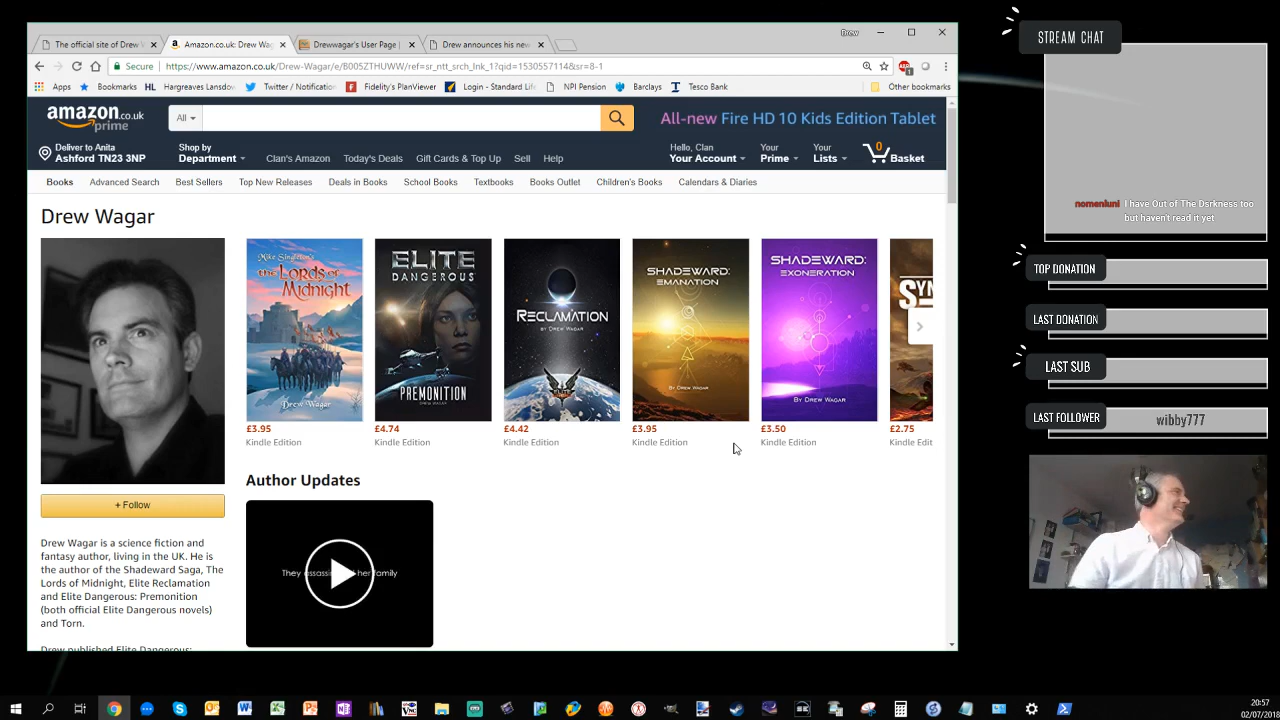 The official site of Drew W
Amazon.co.uk: Drew Wag
Drewwagar's User Page |
Drew announces his new
Drew
Secure
https://www.amazon.co.uk/Drew-Wagar/e/B005ZTHUWW/ref=sr_ntt_srch_lnk_1?qid=1530557114&sr=8-1
Apps
Bookmarks
HL
Hargreaves Lansdow
Twitter / Notification
Fidelity's PlanViewer
Login - Standard Life
NPI Pension
Barclays
Tesco Bank
Other bookmarks
amazon.co.uk
prime
All
All-new Fire HD 10 Kids Edition Tablet
Deliver to Anita
Ashford TN23 3NP
Shop by
Department
Clan's Amazon
Today's Deals
Gift Cards & Top Up
Sell
Help
Hello, Clan
Your Account
Your
Prime
Your
Lists
0
Basket
Books
Advanced Search
Best Sellers
Top New Releases
Deals in Books
School Books
Textbooks
Books Outlet
Children's Books
Calendars & Diaries
Drew Wagar
Mike Singleton's
the Lords of
Midnight
Drew Wagar
ELITE
DANGEROUS
PREMONITION
DREW WAGAR
RECLAMATION
BY DREW WAGAR
ELITE
SHADEWARD:
EMANATION
BY DREW WAGAR
SHADEWARD:
EXONERATION
BY DREW WAGAR
SYN
£3.95
Kindle Edition
£4.74
Kindle Edition
£4.42
Kindle Edition
£3.95
Kindle Edition
£3.50
Kindle Edition
£2.75
Kindle Edit
+ Follow
Author Updates
They assassinated her family
Drew Wagar is a science fiction and
fantasy author, living in the UK. He is
the author of the Shadeward Saga, The
Lords of Midnight, Elite Reclamation
and Elite Dangerous: Premonition
(both official Elite Dangerous novels)
and Torn.
Drew published Elite Dangerous:
STREAM CHAT
nomenluni I have Out of The Dsrkness too
but haven't read it yet
TOP DONATION
LAST DONATION
LAST SUB
LAST FOLLOWER
wibby777
20:57
02/07/2018